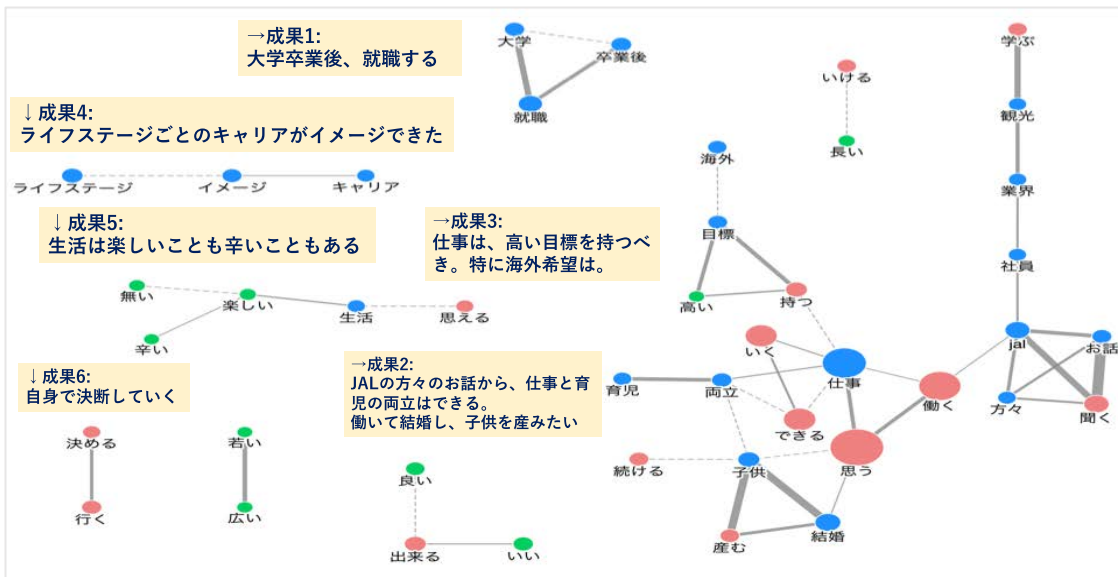 →成果1:
大学卒業後、就職する
大学
卒業後
就職
いける
長い
学ぶ
観光
業界
社員
jal
お話
方々
聞く
↓成果4:
ライフステージごとのキャリアがイメージできた
ライフステージ
イメージ
キャリア
↓成果5:
生活は楽しいことも辛いこともある
無い
楽しい
辛い
生活
思える
→成果3:
仕事は、高い目標を持つべ
き。特に海外希望は。
海外
目標
高い
持つ
いく
仕事
働く
育児
両立
できる
思う
続ける
子供
産む
結婚
→成果2:
JALの方々のお話から、仕事と育
児の両立はできる。
働いて結婚し、子供を産みたい
↓成果6:
自身で決断していく
決める
行く
若い
広い
良い
出来る
いい